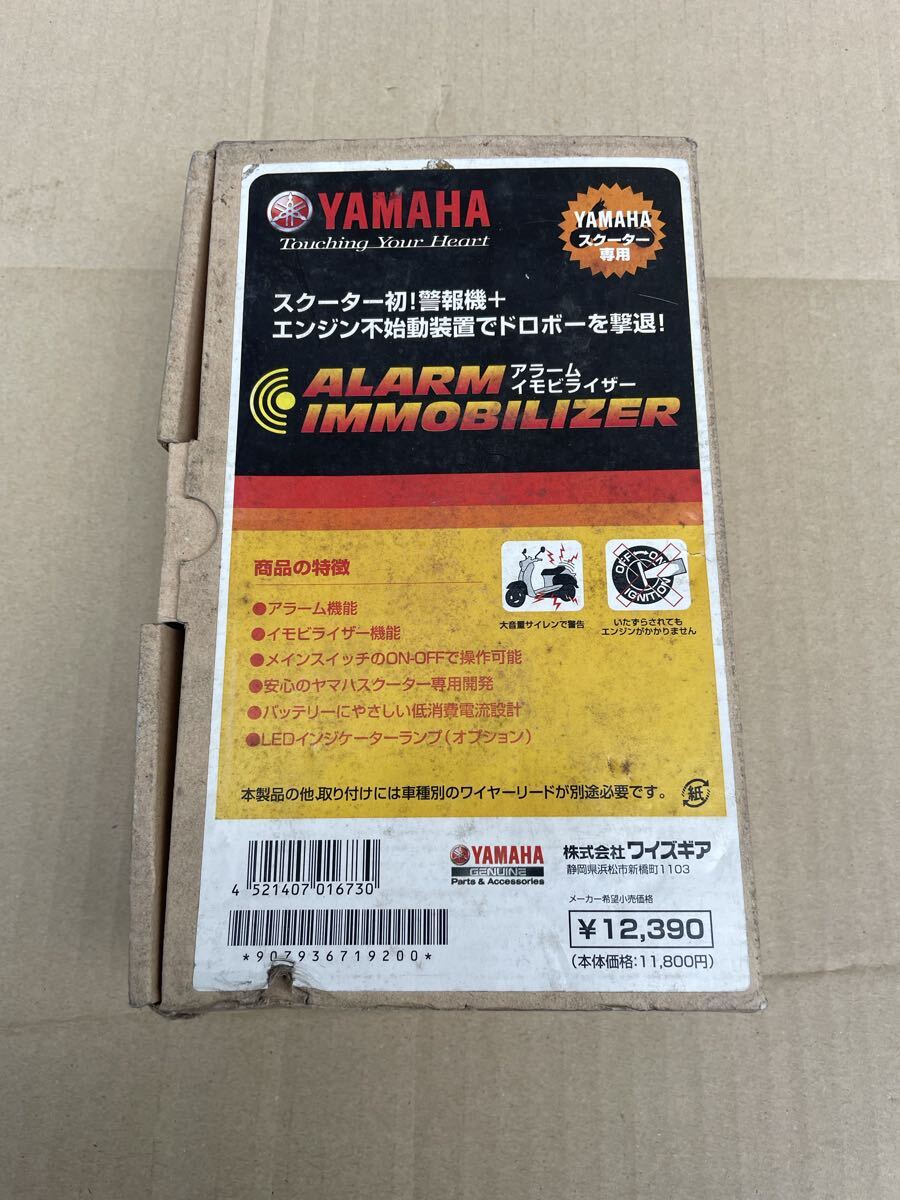 YAMAHA
Touching Your Heart
YAMAHA
スクーター
専用
スクーター初!警報機+
エンジン不始動装置でドロボーを撃退!
ALARM
IMMOBILIZER
アラーム
イモビライザー
商品の特徴
●アラーム機能
●イモビライザー機能
●メインスイッチのON-OFFで操作可能
●安心のヤマハスクーター専用開発
●バッテリーにやさしい低消費電流設計
●LEDインジケーターランプ(オプション)
大音量サイレンで警告
OFF ON
IGNITION
いたずらされても
エンジンがかかりません
本製品の他、取り付けには車種別のワイヤーリードが別途必要です。
紙
4 521407 016730
*907936719200*
YAMAHA
GENUINE
Parts & Accessories
株式会社ワイズギア
静岡県浜松市新橋町1103
メーカー希望小売価格
¥12,390
(本体価格:11,800円)